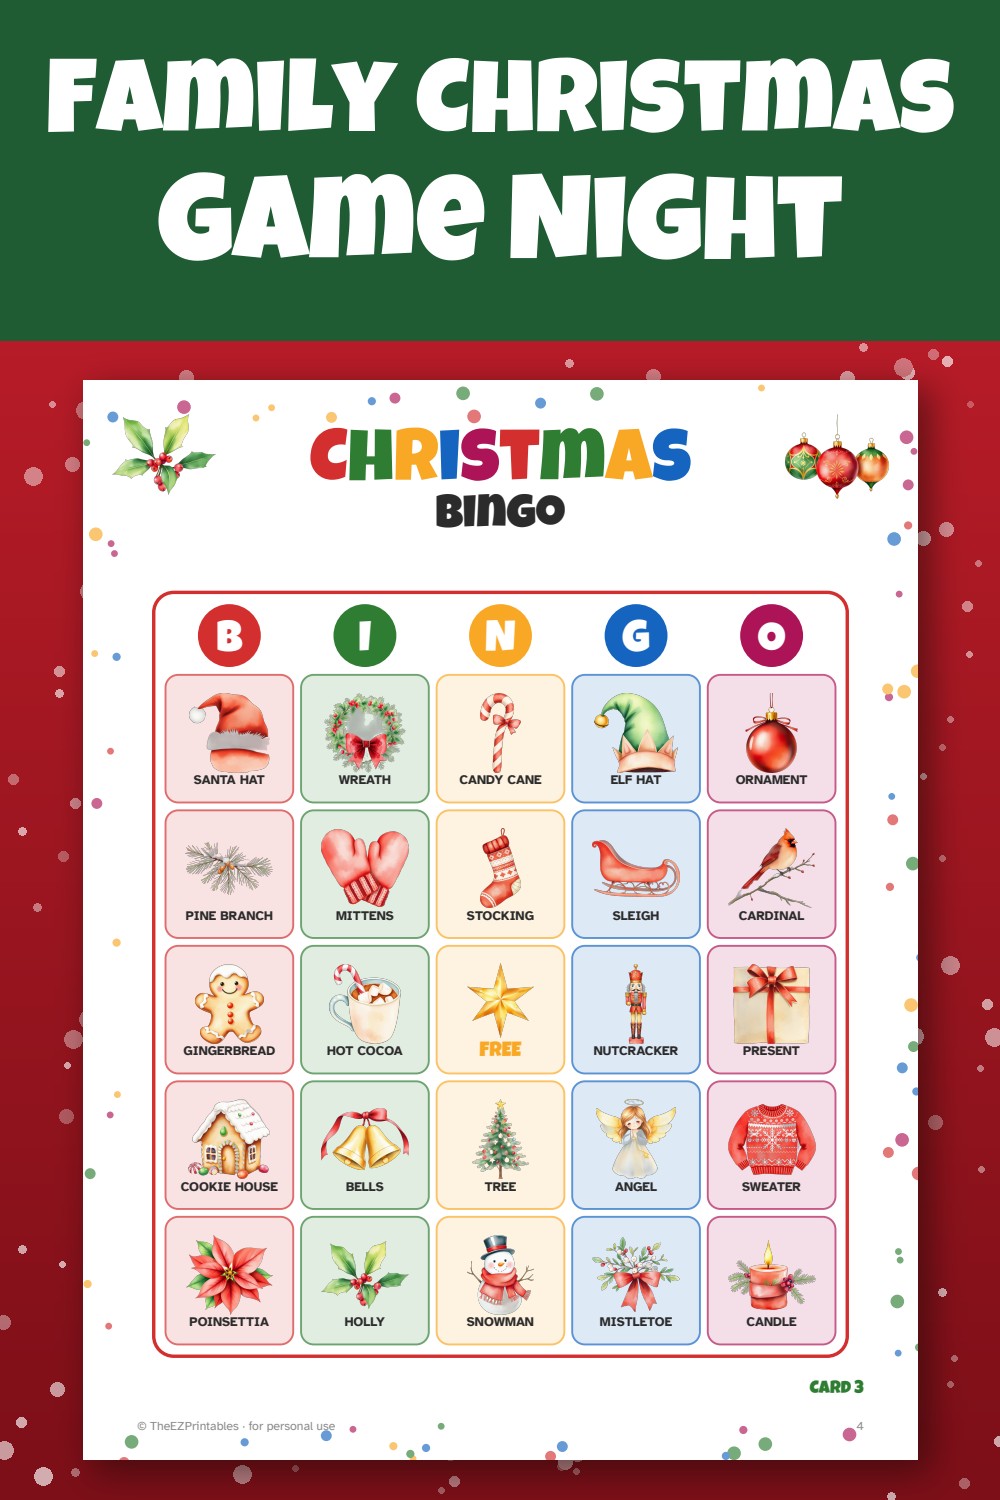 FAMILY CHRISTMAS
GAME NIGHT
CHRISTMAS
BINGO
B I N G O
SANTA HAT WREATH CANDY CANE ELF HAT ORNAMENT
PINE BRANCH MITTENS STOCKING SLEIGH CARDINAL
GINGERBREAD HOT COCOA FREE NUTCRACKER PRESENT
COOKIE HOUSE BELLS TREE ANGEL SWEATER
POINSETTIA HOLLY SNOWMAN MISTLETOE CANDLE
CARD 3
© TheEZPrintables · for personal use 4